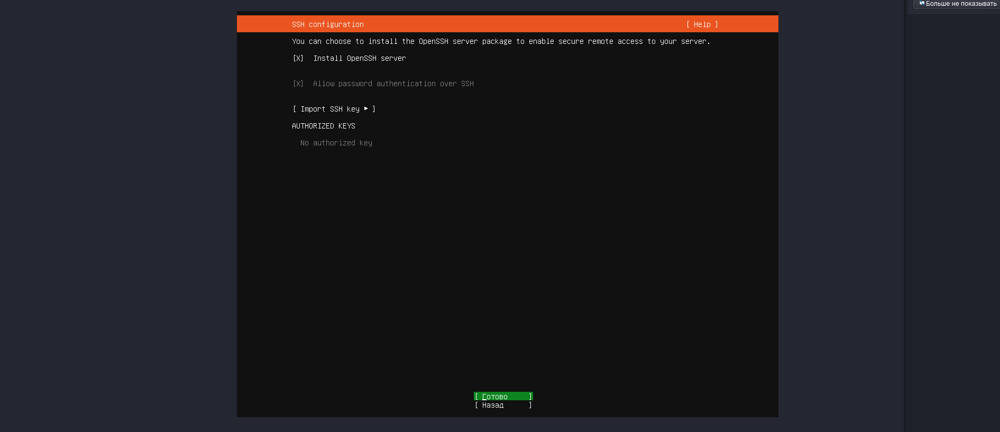 Больше не показывать
SSH configuration [ Help ]
You can choose to install the OpenSSH server package to enable secure remote access to your server.
[X] Install OpenSSH server
[X] Allow password authentication over SSH
[ Import SSH key ▸ ]
AUTHORIZED KEYS
No authorized key
[ Готово ]
[ Назад ]